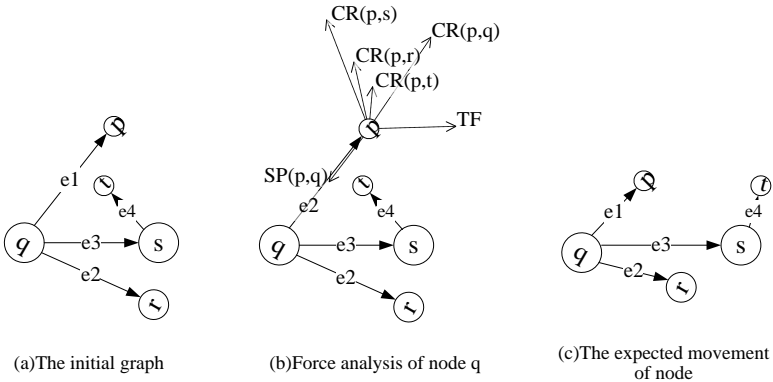 p
e1
t
e4
q
e3
s
e2
r
(a)The initial graph
CR(p,s)
CR(p,q)
CR(p,r)
CR(p,t)
p
TF
SP(p,q)
t
e2
e4
q
e3
s
e2
r
(b)Force analysis of node q
p
t
e1
e4
q
e3
s
e2
r
(c)The expected movement
of node